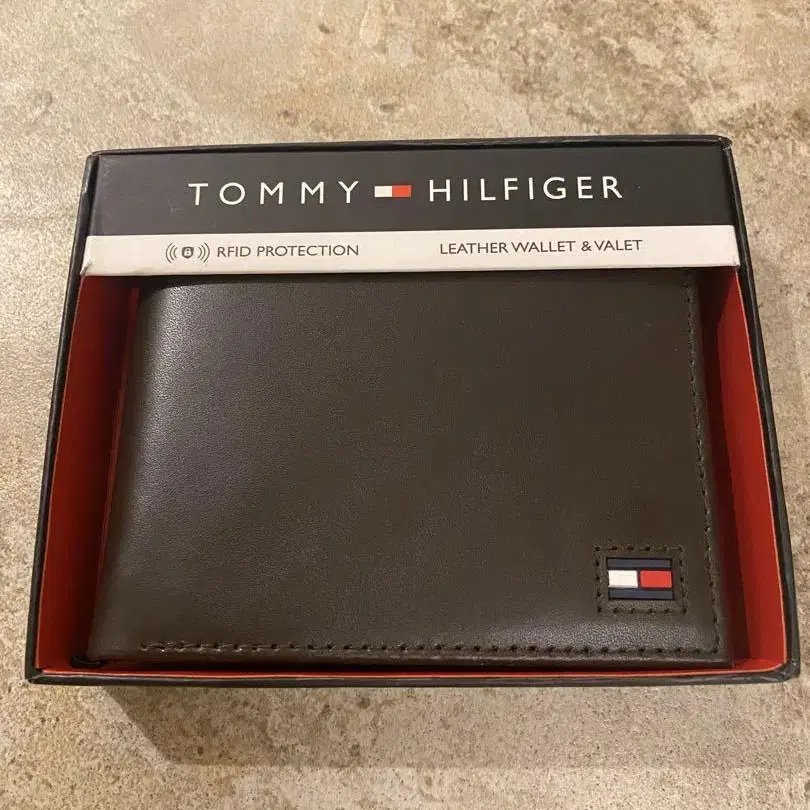 TOMMY HILFIGER
RFID PROTECTION LEATHER WALLET & VALET